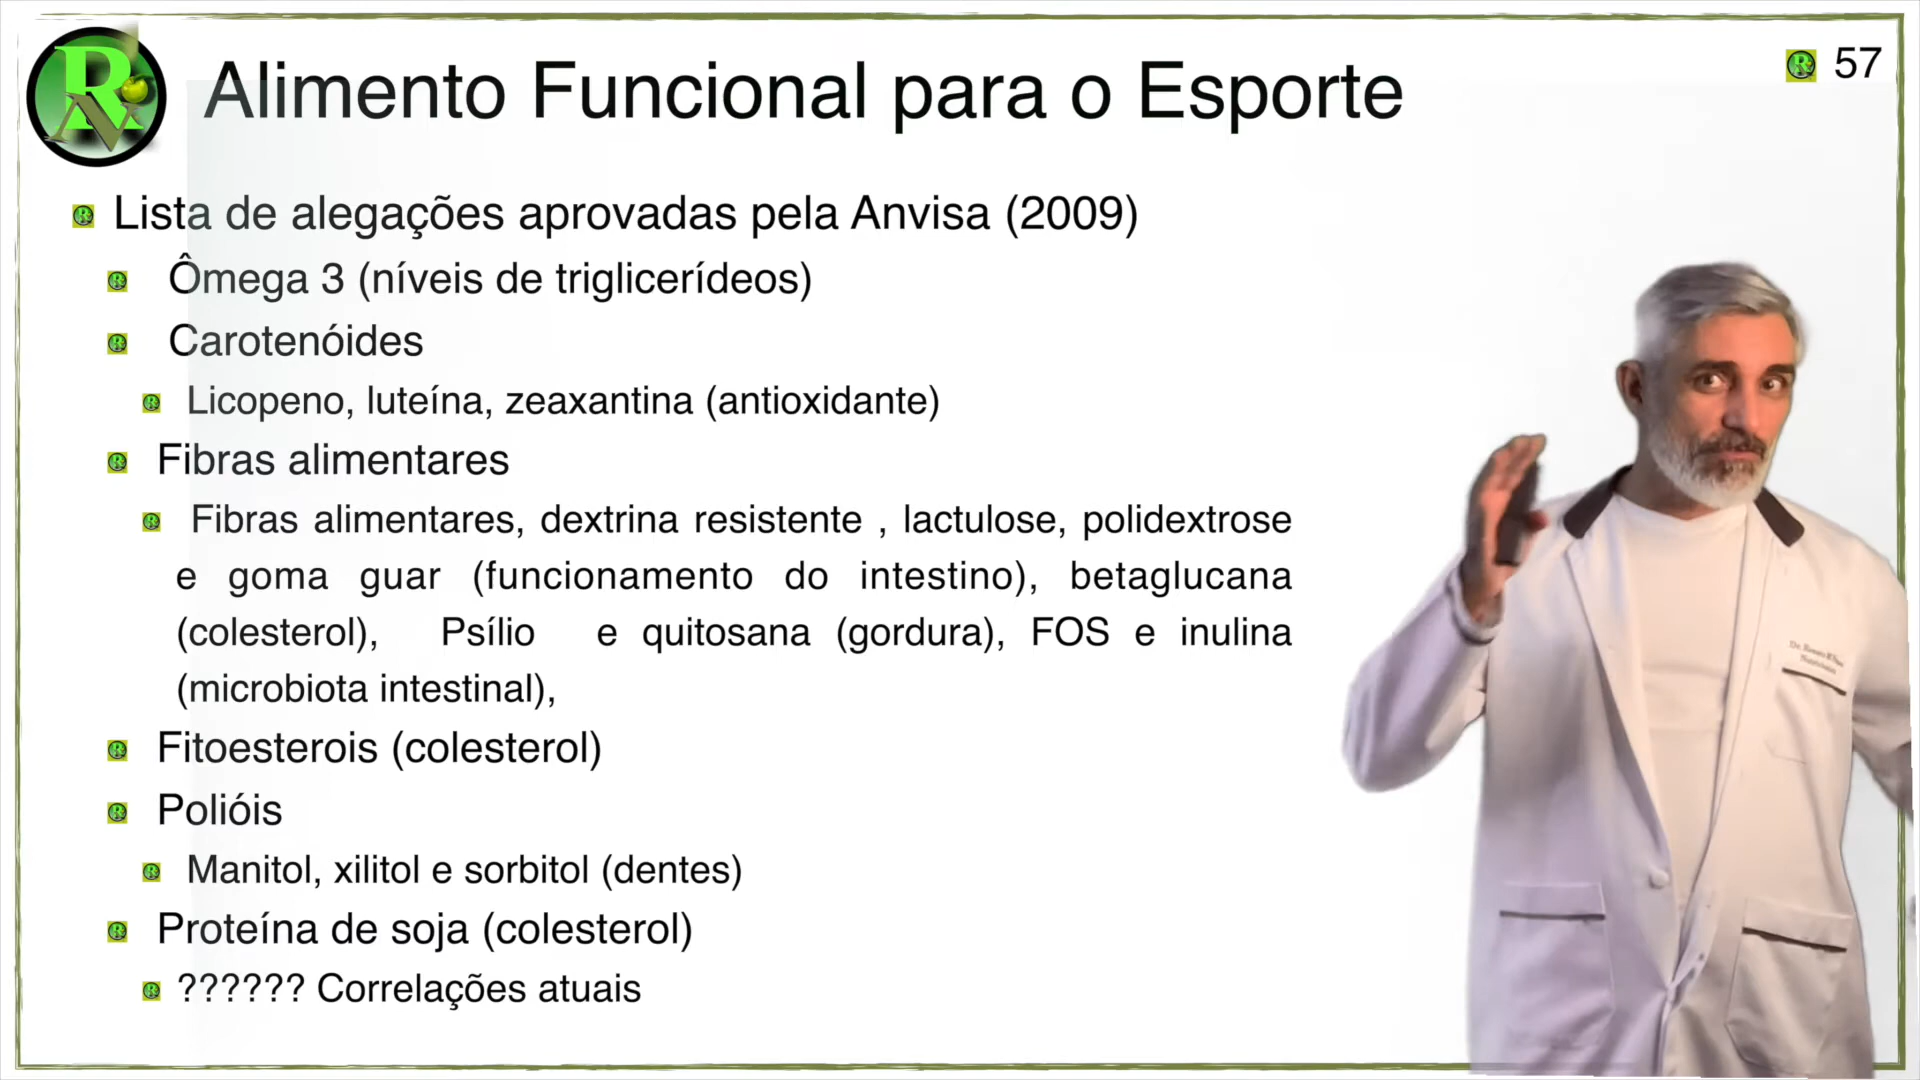 Alimento Funcional para o Esporte
57
Lista de alegações aprovadas pela Anvisa (2009)
Ômega 3 (níveis de triglicerídeos)
Carotenóides
Licopeno, luteína, zeaxantina (antioxidante)
Fibras alimentares
Fibras alimentares, dextrina resistente , lactulose, polidextrose
e goma guar (funcionamento do intestino), betaglucana
(colesterol), Psílio e quitosana (gordura), FOS e inulina
(microbiota intestinal),
Fitoesterois (colesterol)
Polióis
Manitol, xilitol e sorbitol (dentes)
Proteína de soja (colesterol)
?????? Correlações atuais